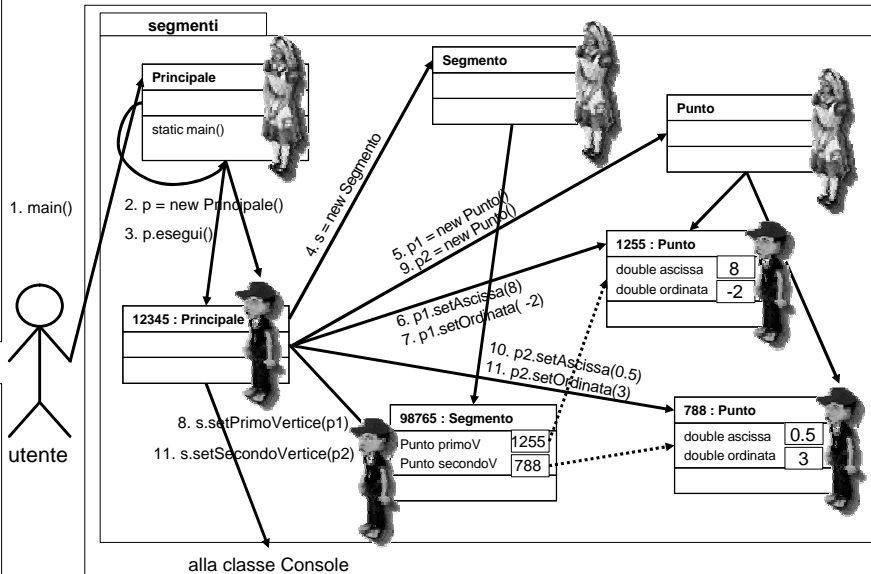 segmenti
Principale
static main()
Segmento
Punto
1. main()
2. p = new Principale()
3. p.esegui()
4. s = new Segmento
5. p1 = new Punto()
9. p2 = new Punto()
6. p1.setAscissa(8)
7. p1.setOrdinata( -2)
1255 : Punto
double ascissa 8
double ordinata -2
12345 : Principale
10. p2.setAscissa(0.5)
11. p2.setOrdinata(3)
8. s.setPrimoVertice(p1)
11. s.setSecondoVertice(p2)
98765 : Segmento
Punto primoV 1255
Punto secondoV 788
788 : Punto
double ascissa 0.5
double ordinata 3
utente
alla classe Console